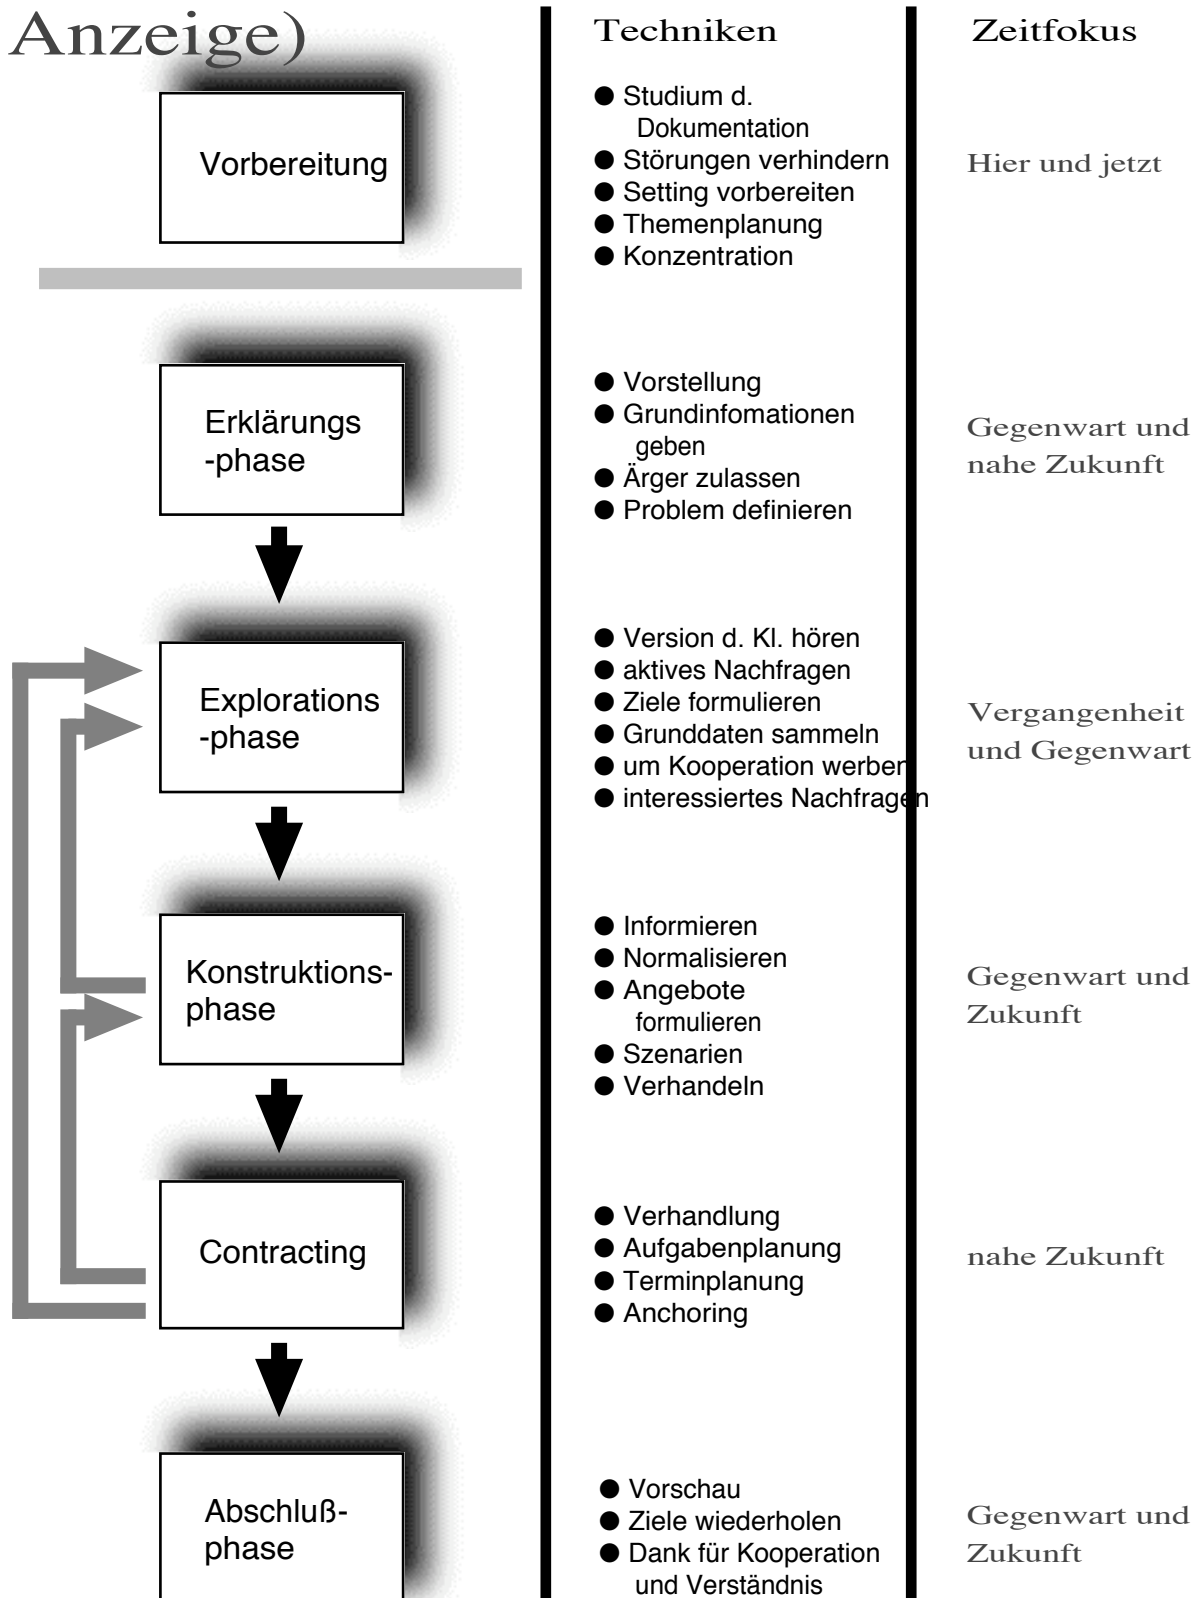 Anzeige)
Techniken
Zeitfokus
Vorbereitung
● Studium d.
Dokumentation
● Störungen verhindern
● Setting vorbereiten
● Themenplanung
● Konzentration
Hier und jetzt
Erklärungs
-phase
● Vorstellung
● Grundinfomationen
geben
● Ärger zulassen
● Problem definieren
Gegenwart und
nahe Zukunft
Explorations
-phase
● Version d. Kl. hören
● aktives Nachfragen
● Ziele formulieren
● Grunddaten sammeln
● um Kooperation werben
● interessiertes Nachfragen
Vergangenheit
und Gegenwart
Konstruktions-
phase
● Informieren
● Normalisieren
● Angebote
formulieren
● Szenarien
● Verhandeln
Gegenwart und
Zukunft
Contracting
● Verhandlung
● Aufgabenplanung
● Terminplanung
● Anchoring
nahe Zukunft
Abschluß-
phase
● Vorschau
● Ziele wiederholen
● Dank für Kooperation
und Verständnis
Gegenwart und
Zukunft